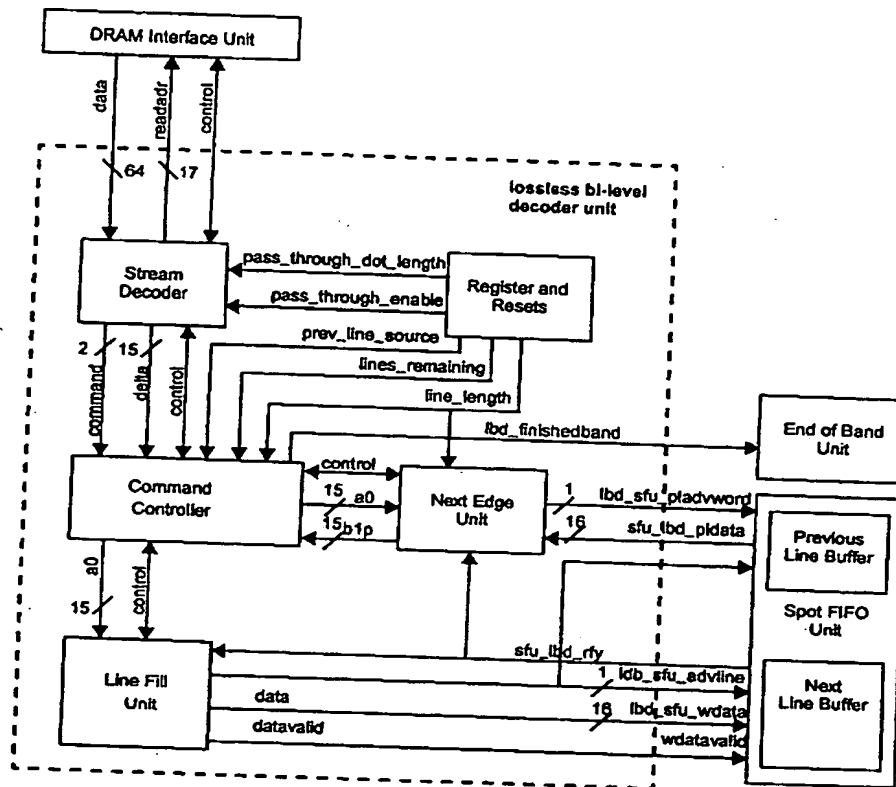 DRAM Interface Unit
data
readadr
control
64
17
lossless bi-level
decoder unit
Stream
Decoder
pass_through_dot_length
pass_through_enable
Register and
Resets
prev_line_source
lines_remaining
line_length
2
15
command
delta
control
lbd_finishedband
End of Band
Unit
Command
Controller
control
15
a0
15
b1p
Next Edge
Unit
1
lbd_sfu_pladvword
16
sfu_lbd_pldata
Previous
Line Buffer
Spot FIFO
Unit
a0
15
control
sfu_lbd_rfy
Line Fill
Unit
1
ldb_sfu_advline
data
16
lbd_sfu_wdata
datavalid
wdatavalid
Next
Line Buffer